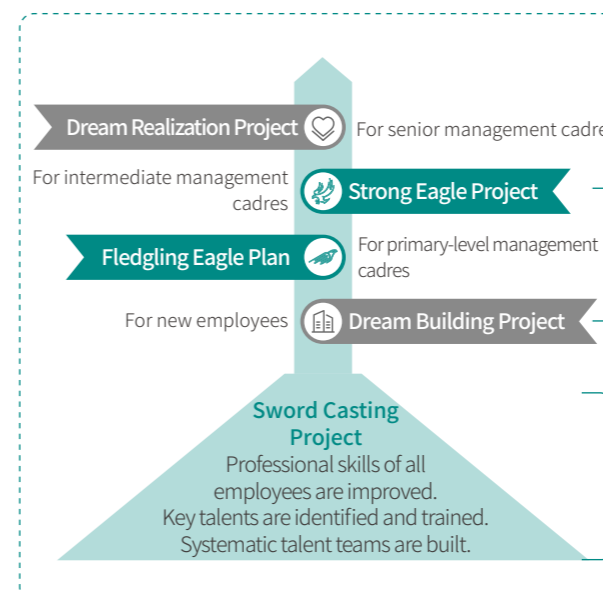 Dream Realization Project
For senior management cadre
For intermediate management
cadres
Strong Eagle Project
Fledgling Eagle Plan
For primary-level management
cadres
For new employees
Dream Building Project
Sword Casting
Project
Professional skills of all
employees are improved.
Key talents are identified and trained.
Systematic talent teams are built.